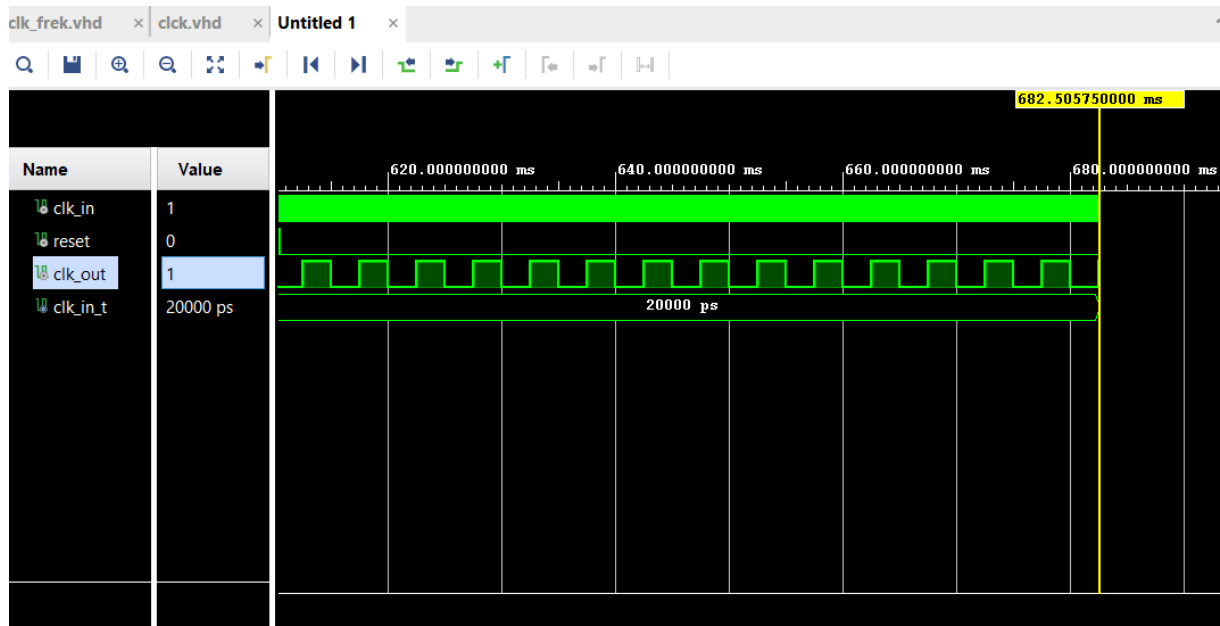 clk_frek.vhd × clck.vhd × Untitled 1 ×
682.505750000 ms
Name Value
620.000000000 ms 640.000000000 ms 660.000000000 ms 680.000000000 ms
clk_in 1
reset 0
clk_out 1
clk_in_t 20000 ps 20000 ps